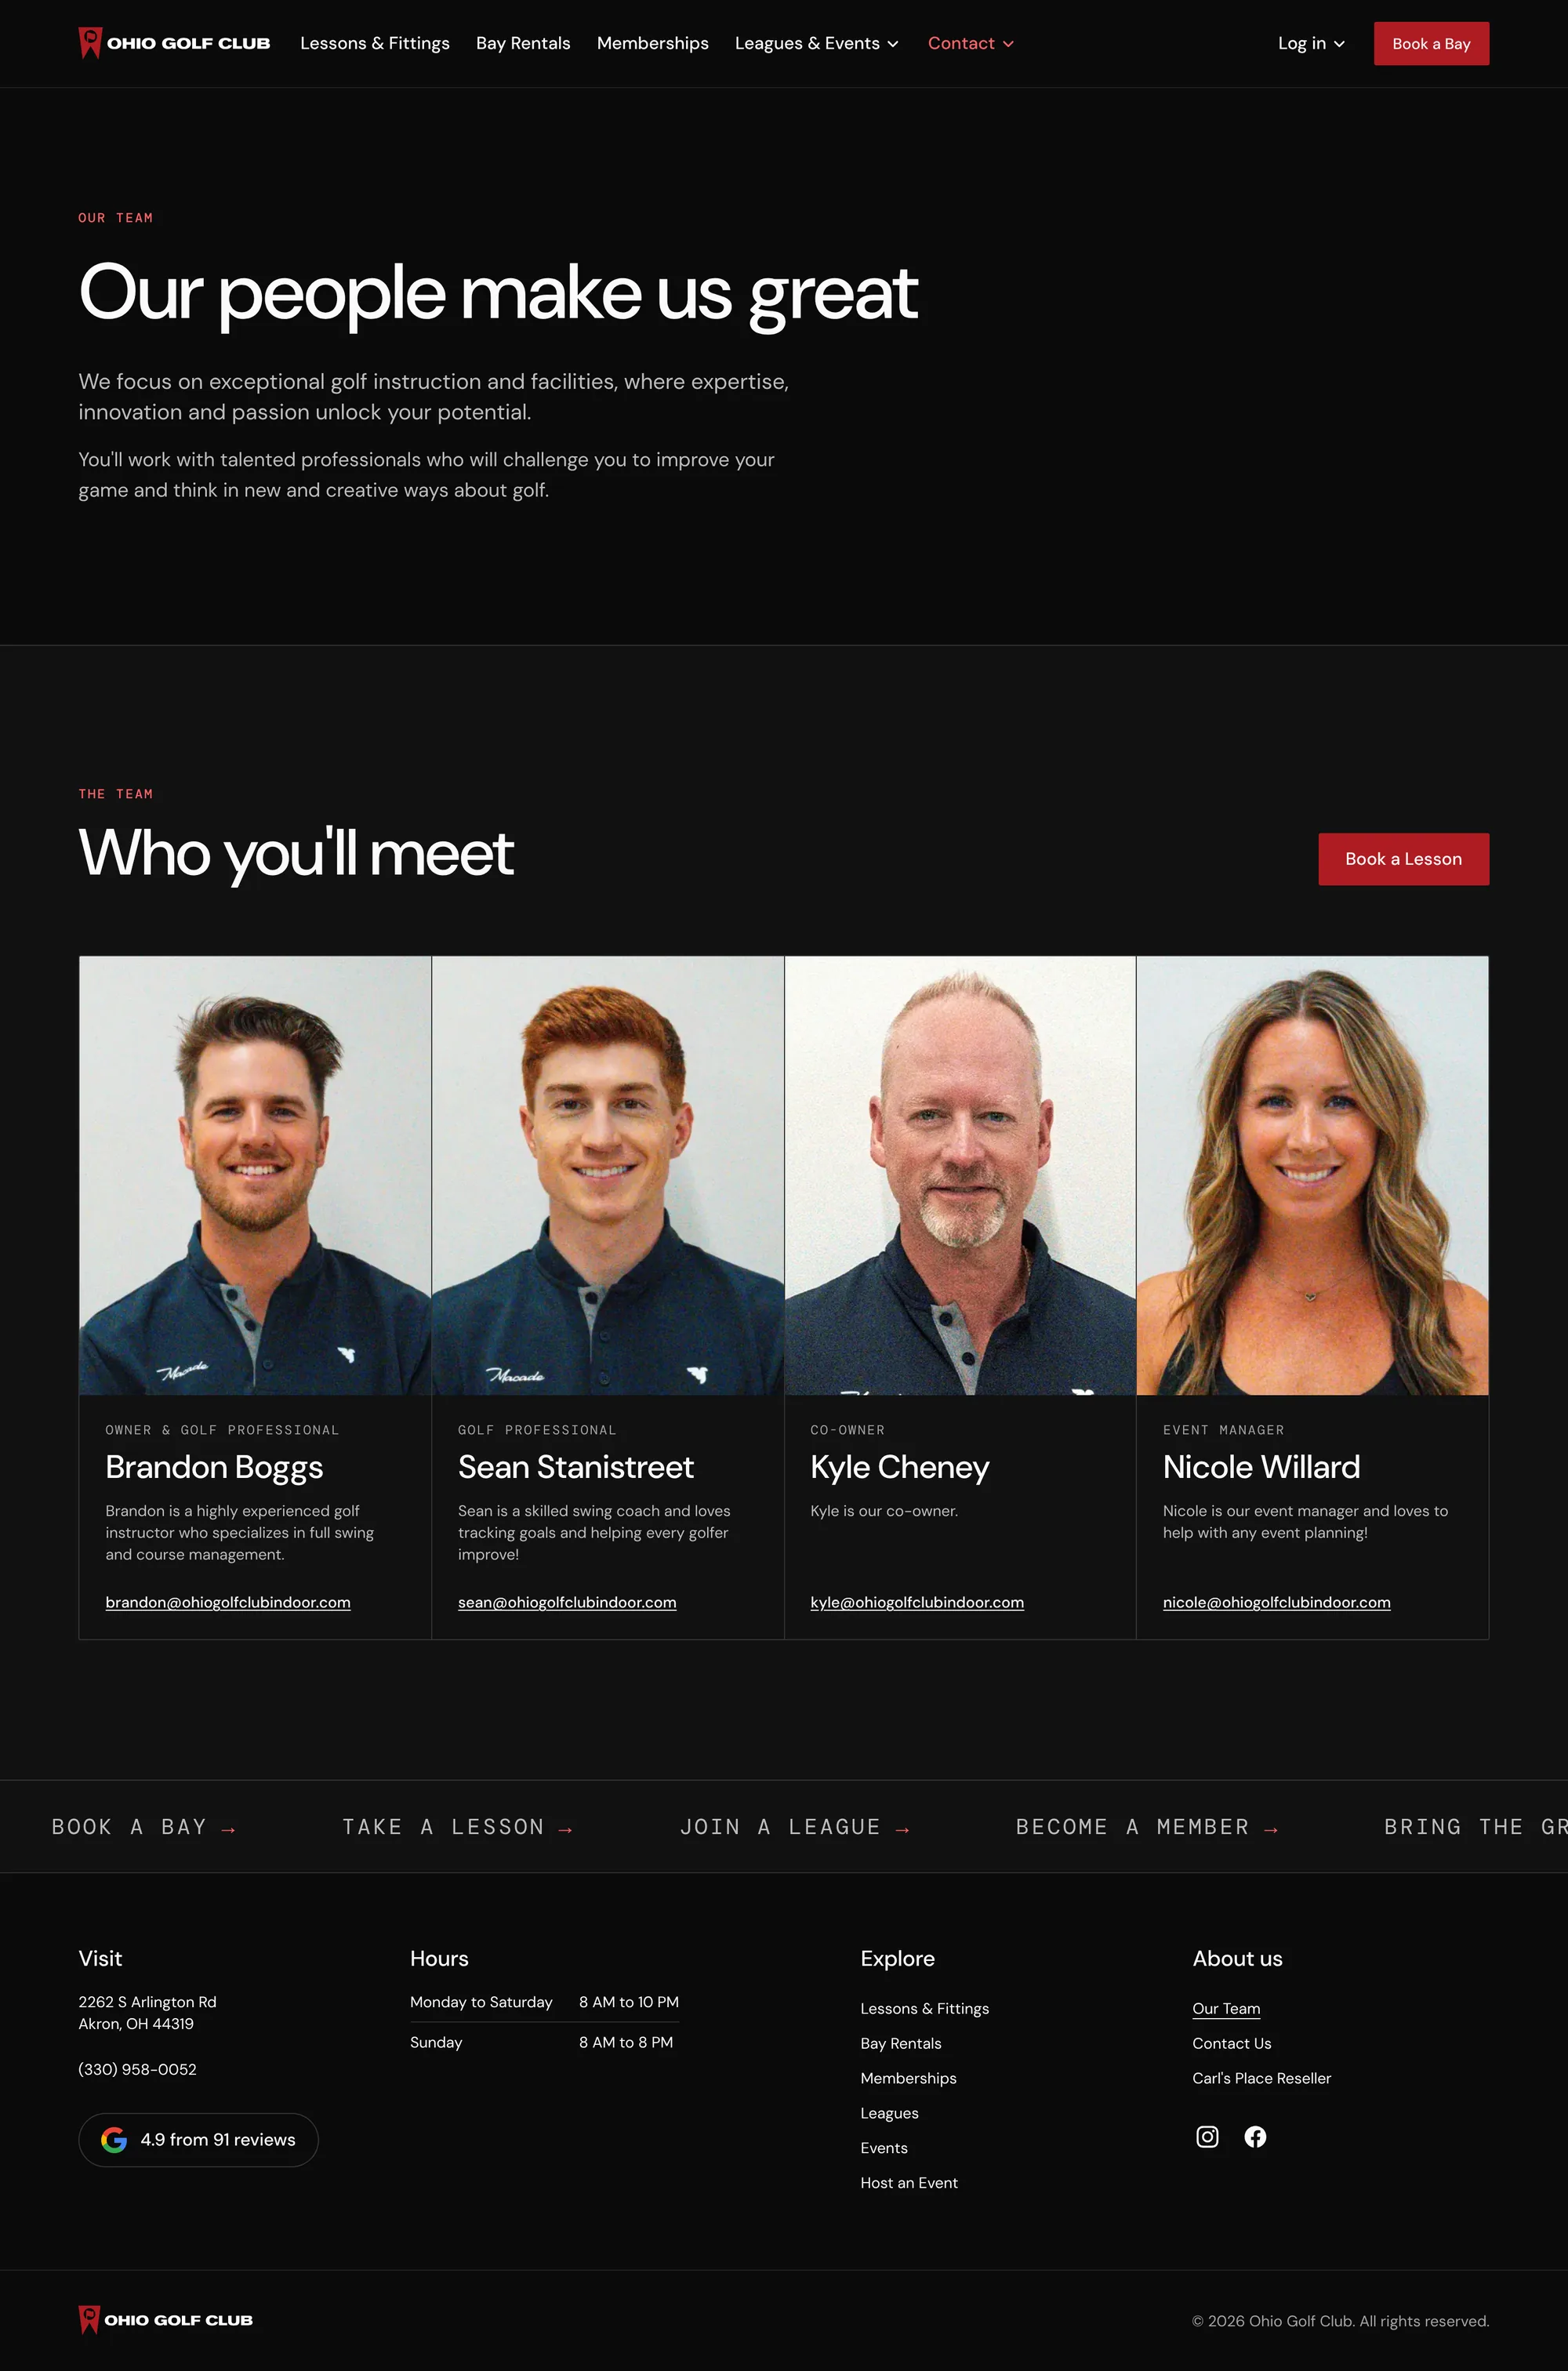 OHIO GOLF CLUB
Lessons & Fittings
Bay Rentals
Memberships
Leagues & Events
Contact
Log in
Book a Bay
OUR TEAM
Our people make us great
We focus on exceptional golf instruction and facilities, where expertise,
innovation and passion unlock your potential.
You'll work with talented professionals who will challenge you to improve your
game and think in new and creative ways about golf.
THE TEAM
Who you'll meet
Book a Lesson
Macade
Macade
OWNER & GOLF PROFESSIONAL
Brandon Boggs
Brandon is a highly experienced golf
instructor who specializes in full swing
and course management.
brandon@ohiogolfclubindoor.com
GOLF PROFESSIONAL
Sean Stanistreet
Sean is a skilled swing coach and loves
tracking goals and helping every golfer
improve!
sean@ohiogolfclubindoor.com
CO-OWNER
Kyle Cheney
Kyle is our co-owner.
kyle@ohiogolfclubindoor.com
EVENT MANAGER
Nicole Willard
Nicole is our event manager and loves to
help with any event planning!
nicole@ohiogolfclubindoor.com
BOOK A BAY →
TAKE A LESSON →
JOIN A LEAGUE →
BECOME A MEMBER →
BRING THE GR
Visit
2262 S Arlington Rd
Akron, OH 44319
(330) 958-0052
4.9 from 91 reviews
Hours
Monday to Saturday 8 AM to 10 PM
Sunday 8 AM to 8 PM
Explore
Lessons & Fittings
Bay Rentals
Memberships
Leagues
Events
Host an Event
About us
Our Team
Contact Us
Carl's Place Reseller
OHIO GOLF CLUB
© 2026 Ohio Golf Club. All rights reserved.